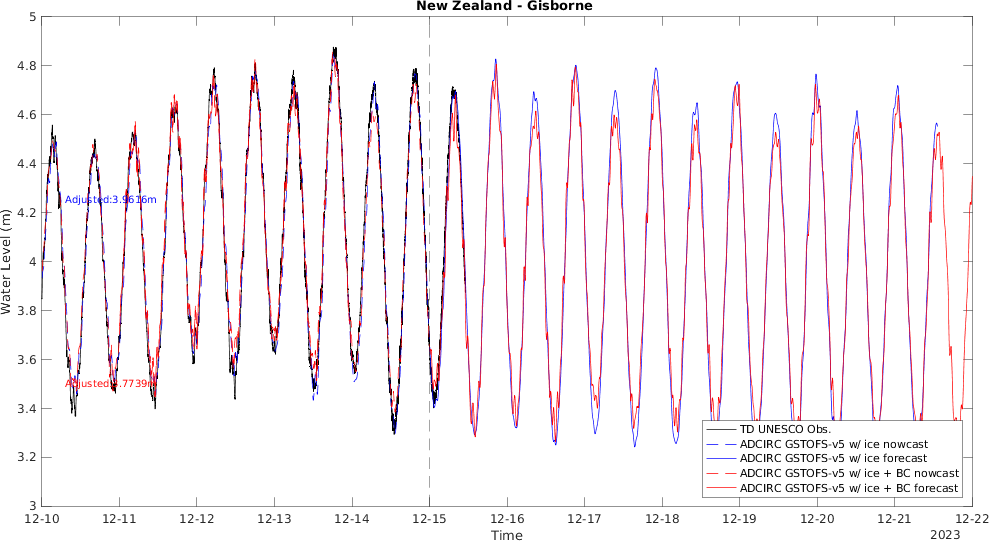 New Zealand - Gisborne
5
4.8
4.6
4.4
4.2
4
3.8
3.6
3.4
3.2
3
Water Level (m)
Adjusted:3.9616m
Adjusted:3.7739m
TD UNESCO Obs.
ADCIRC GSTOFS-v5 w/ ice nowcast
ADCIRC GSTOFS-v5 w/ ice forecast
ADCIRC GSTOFS-v5 w/ ice + BC nowcast
ADCIRC GSTOFS-v5 w/ ice + BC forecast
12-10 12-11 12-12 12-13 12-14 12-15 12-16 12-17 12-18 12-19 12-20 12-21 12-22
Time
2023